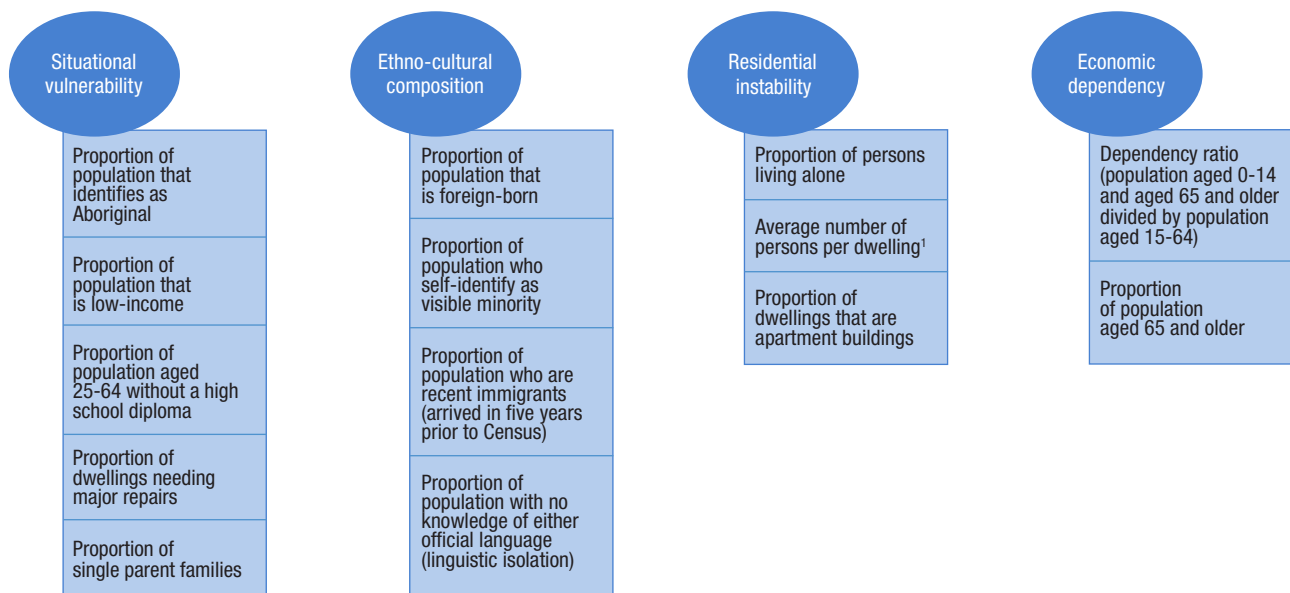 Situational
vulnerability
Proportion of
population that
identifies as
Aboriginal
Proportion of
population that
is low-income
Proportion of
population aged
25-64 without a high
school diploma
Proportion of
dwellings needing
major repairs
Proportion of
single parent families
Ethno-cultural
composition
Proportion of
population that
is foreign-born
Proportion of
population who
self-identify as
visible minority
Proportion of
population who are
recent immigrants
(arrived in five years
prior to Census)
Proportion of
population with no
knowledge of either
official language
(linguistic isolation)
Residential
instability
Proportion of persons
living alone
Average number of
persons per dwelling¹
Proportion of
dwellings that are
apartment buildings
Economic
dependency
Dependency ratio
(population aged 0-14
and aged 65 and older
divided by population
aged 15-64)
Proportion
of population
aged 65 and older